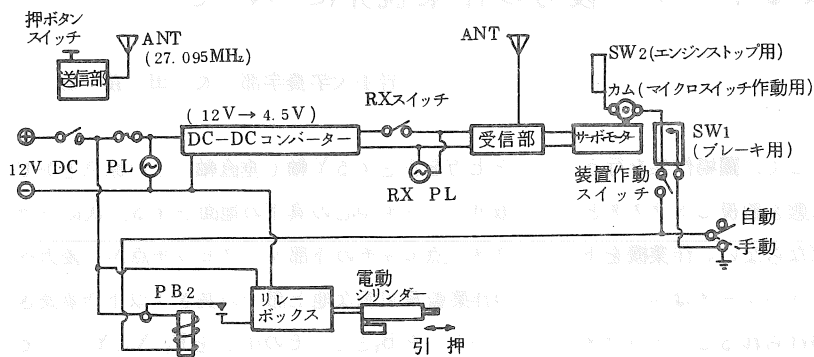 押ボタン
スイッチ
ANT
(27.095MHz)
送信部
ANT
SW2(エンジンストップ用)
カム(マイクロスイッチ作動用)
(12V→4.5V)
RXスイッチ
DC-DCコンバーター
受信部
サーボモータ
SW1
(ブレーキ用)
12V DC
PL
RX PL
装置作動
スイッチ
自動
手動
PB2
リレー
ボックス
電動
シリンダー
引 押